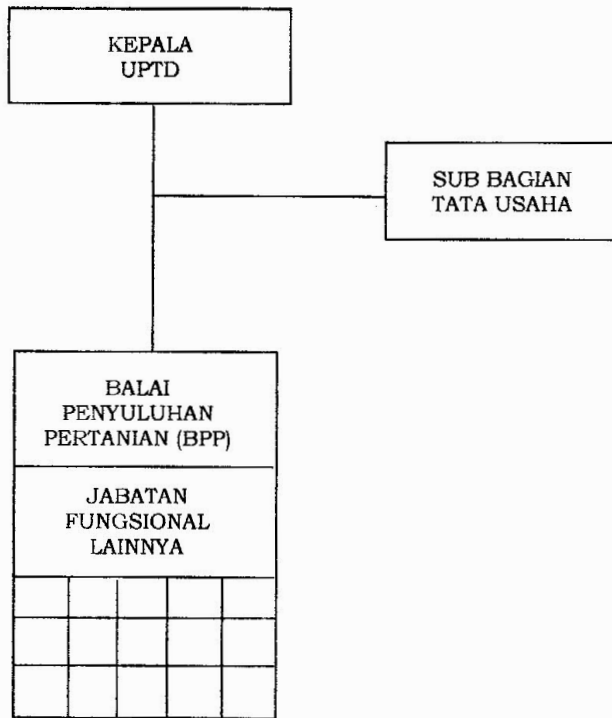 KEPALA
UPTD
SUB BAGIAN
TATA USAHA
BALAI
PENYULUHAN
PERTANIAN (BPP)
JABATAN
FUNGSIONAL
LAINNYA